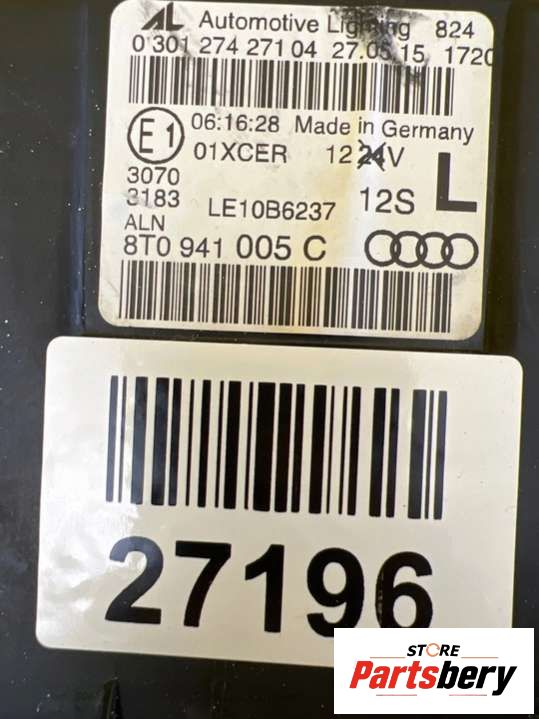 AL Automotive Lighting 824
0 301 274 271 04 27.05.15 1720
E1 06:16:28 Made in Germany
01XCER 12 24V
3070
3183 LE10B6237 12S L
ALN
8T0 941 005 C
27196
STORE
Partsbery